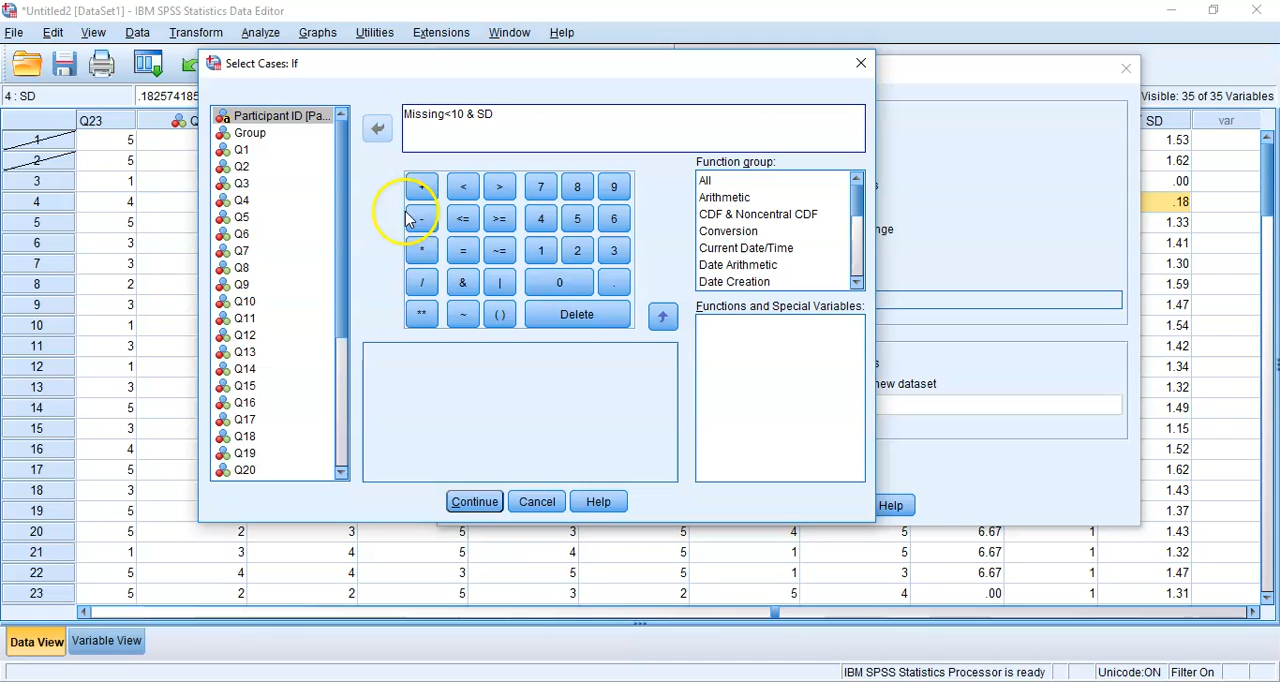 *Untitled2 [DataSet1] - IBM SPSS Statistics Data Editor
File Edit View Data Transform Analyze Graphs Utilities Extensions Window Help
Select Cases: If
4 : SD .182574185
Visible: 35 of 35 Variables
Q23 Q SD var
1 5 1.53
2 5 1.62
3 1 .00
4 4 .18
5 5 1.33
6 3 1.41
7 3 1.30
8 2 1.59
9 3 1.47
10 1 1.54
11 3 1.42
12 1 1.34
13 3 1.32
14 5 1.49
15 3 1.15
16 4 1.52
17 5 1.62
18 3 1.43
19 5 1.37
20 5 2 3 5 5 5 4 5 6.67 1 1.43
21 1 3 4 5 4 5 1 5 6.67 1 1.32
22 5 4 4 3 5 5 1 3 6.67 1 1.47
23 5 2 2 5 3 2 5 4 .00 1 1.31
Participant ID [Pa...
Group
Q1
Q2
Q3
Q4
Q5
Q6
Q7
Q8
Q9
Q10
Q11
Q12
Q13
Q14
Q15
Q16
Q17
Q18
Q19
Q20
Missing<10 & SD
+ < > 7 8 9
- <= >= 4 5 6
* = ~= 1 2 3
/ & | 0 .
** ~ ( ) Delete
Function group:
All
Arithmetic
CDF & Noncentral CDF
Conversion
Current Date/Time
Date Arithmetic
Date Creation
Functions and Special Variables:
Continue Cancel Help
s
nge
s
new dataset
Help
Data View Variable View
IBM SPSS Statistics Processor is ready Unicode:ON Filter On